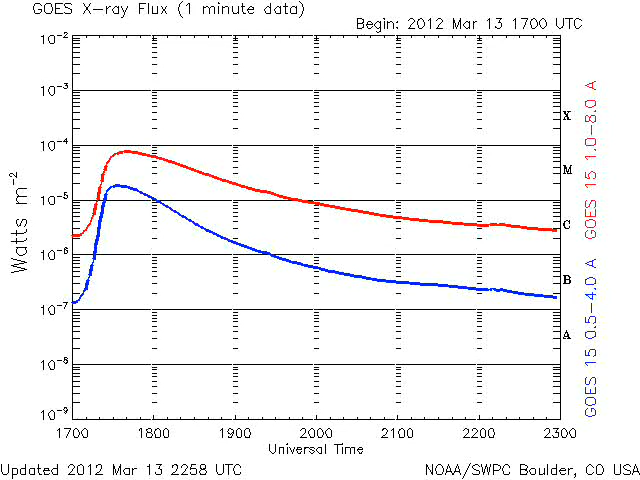 GOES X-ray Flux (1 minute data)
Begin: 2012 Mar 13 1700 UTC
10⁻²
10⁻³
10⁻⁴
10⁻⁵
10⁻⁶
10⁻⁷
10⁻⁸
10⁻⁹
Watts m⁻²
X
M
C
B
A
GOES 15 1.0-8.0 A
GOES 15 0.5-4.0 A
1700 1800 1900 2000 2100 2200 2300
Universal Time
Updated 2012 Mar 13 2258 UTC
NOAA/SWPC Boulder, CO USA